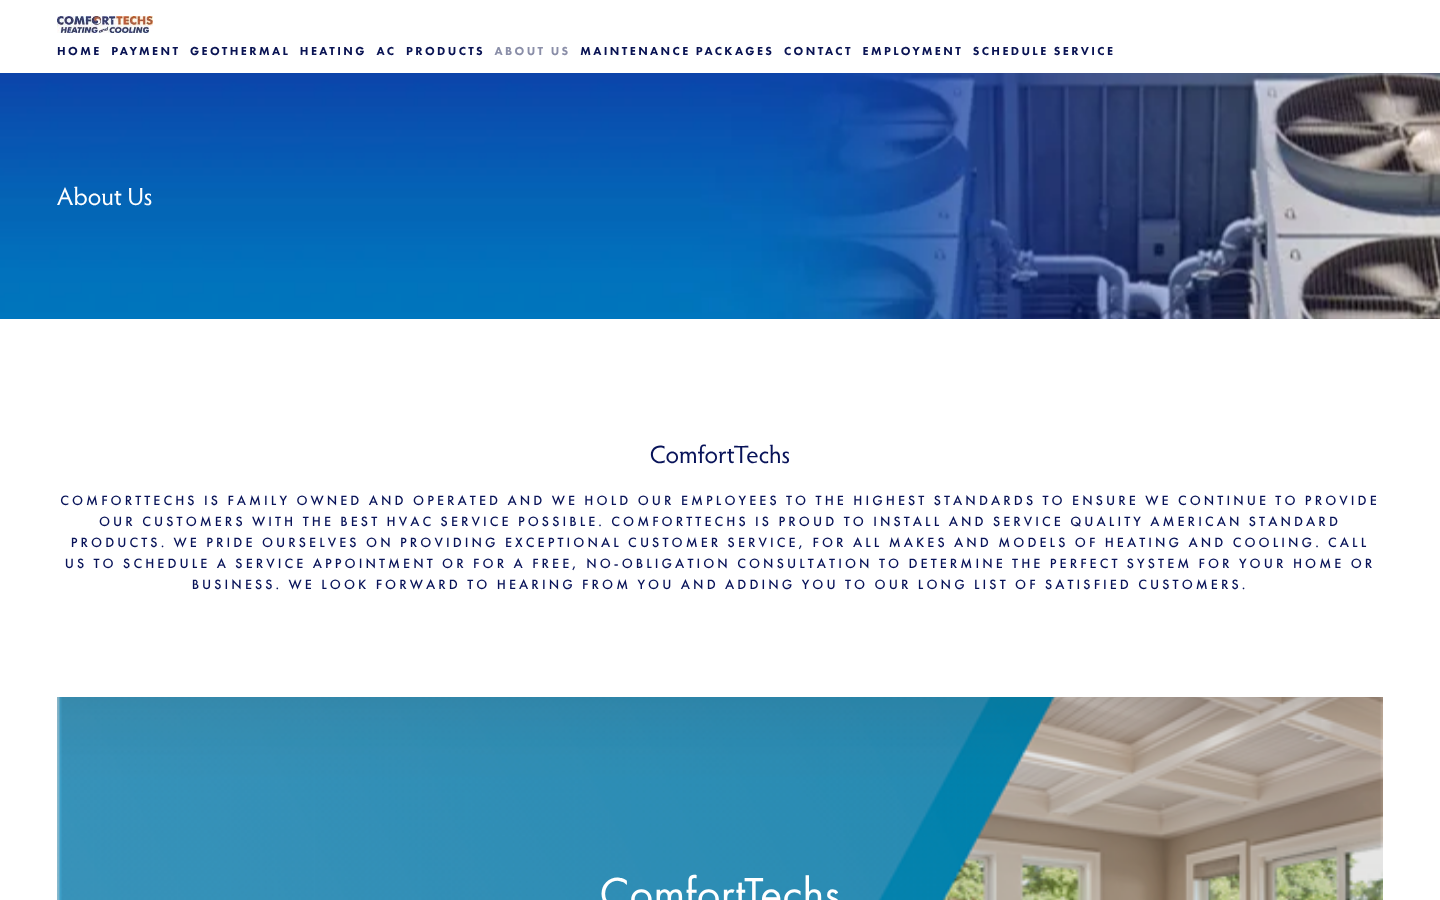 COMFORTTECHS
HEATING and COOLING
HOME PAYMENT GEOTHERMAL HEATING AC PRODUCTS ABOUT US MAINTENANCE PACKAGES CONTACT EMPLOYMENT SCHEDULE SERVICE
About Us
ComfortTechs
COMFORTTECHS IS FAMILY OWNED AND OPERATED AND WE HOLD OUR EMPLOYEES TO THE HIGHEST STANDARDS TO ENSURE WE CONTINUE TO PROVIDE
OUR CUSTOMERS WITH THE BEST HVAC SERVICE POSSIBLE. COMFORTTECHS IS PROUD TO INSTALL AND SERVICE QUALITY AMERICAN STANDARD
PRODUCTS. WE PRIDE OURSELVES ON PROVIDING EXCEPTIONAL CUSTOMER SERVICE, FOR ALL MAKES AND MODELS OF HEATING AND COOLING. CALL
US TO SCHEDULE A SERVICE APPOINTMENT OR FOR A FREE, NO-OBLIGATION CONSULTATION TO DETERMINE THE PERFECT SYSTEM FOR YOUR HOME OR
BUSINESS. WE LOOK FORWARD TO HEARING FROM YOU AND ADDING YOU TO OUR LONG LIST OF SATISFIED CUSTOMERS.
ComfortTechs